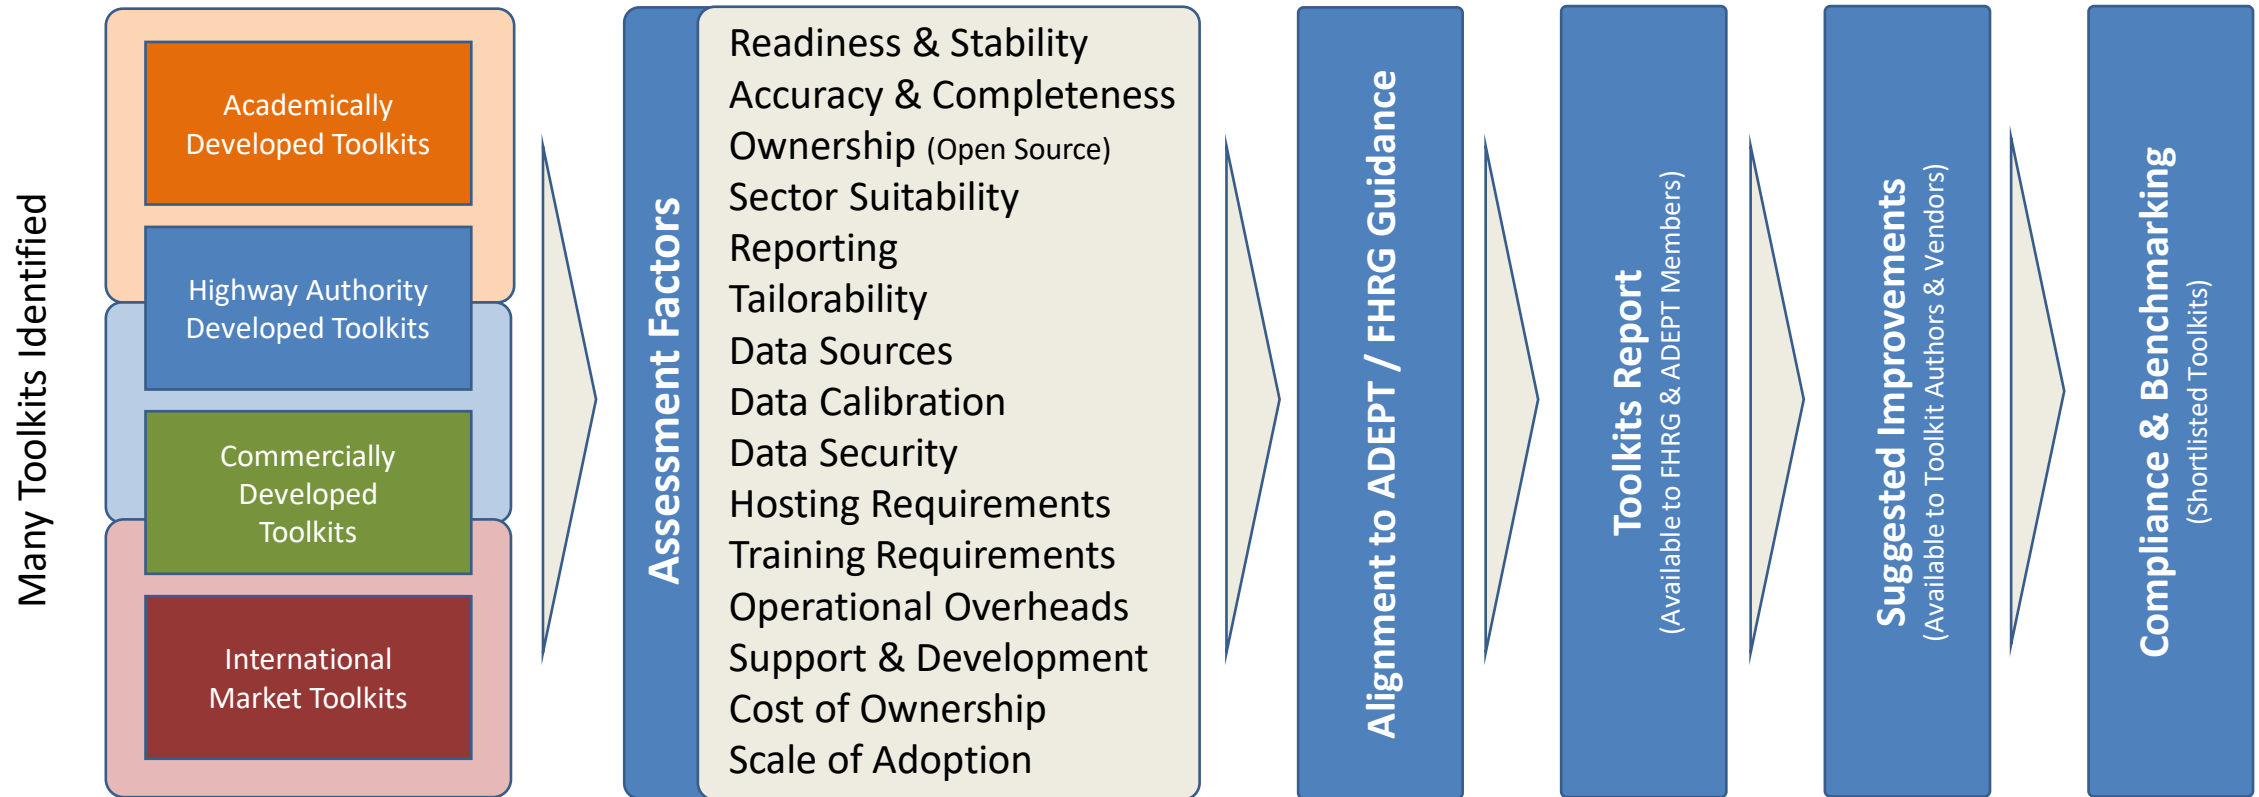 Many Toolkits Identified
Academically
Developed Toolkits
Highway Authority
Developed Toolkits
Commercially
Developed
Toolkits
International
Market Toolkits
Assessment Factors
Readiness & Stability
Accuracy & Completeness
Ownership (Open Source)
Sector Suitability
Reporting
Tailorability
Data Sources
Data Calibration
Data Security
Hosting Requirements
Training Requirements
Operational Overheads
Support & Development
Cost of Ownership
Scale of Adoption
Alignment to ADEPT / FHRG Guidance
Toolkits Report
(Available to FHRG & ADEPT Members)
Suggested Improvements
(Available to Toolkit Authors & Vendors)
Compliance & Benchmarking
(Shortlisted Toolkits)